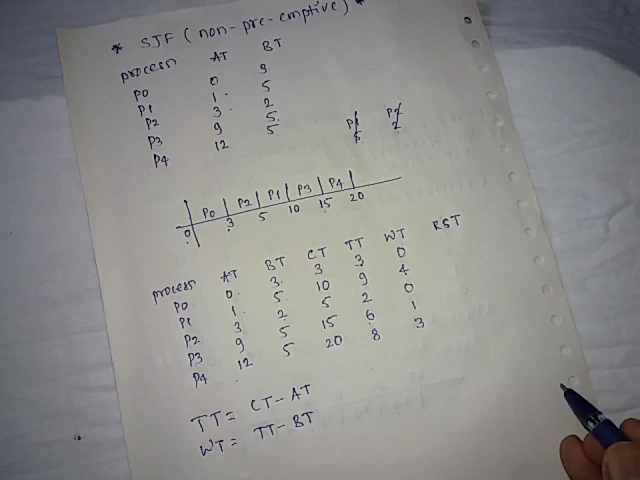 * SJF (non-pre-emptive) *
process AT BT
P0 0 3
P1 1 5
P2 3 2
P3 9 5
P4 12 5
P1 P2
5 2
P0 P2 P1 P3 P4
0 3 5 10 15 20
process AT BT CT TT WT RST
P0 0 3 3 3 0
P1 1 5 10 9 4
P2 3 2 5 2 0
P3 9 5 15 6 1
P4 12 5 20 8 3
TT = CT - AT
WT = TT - BT